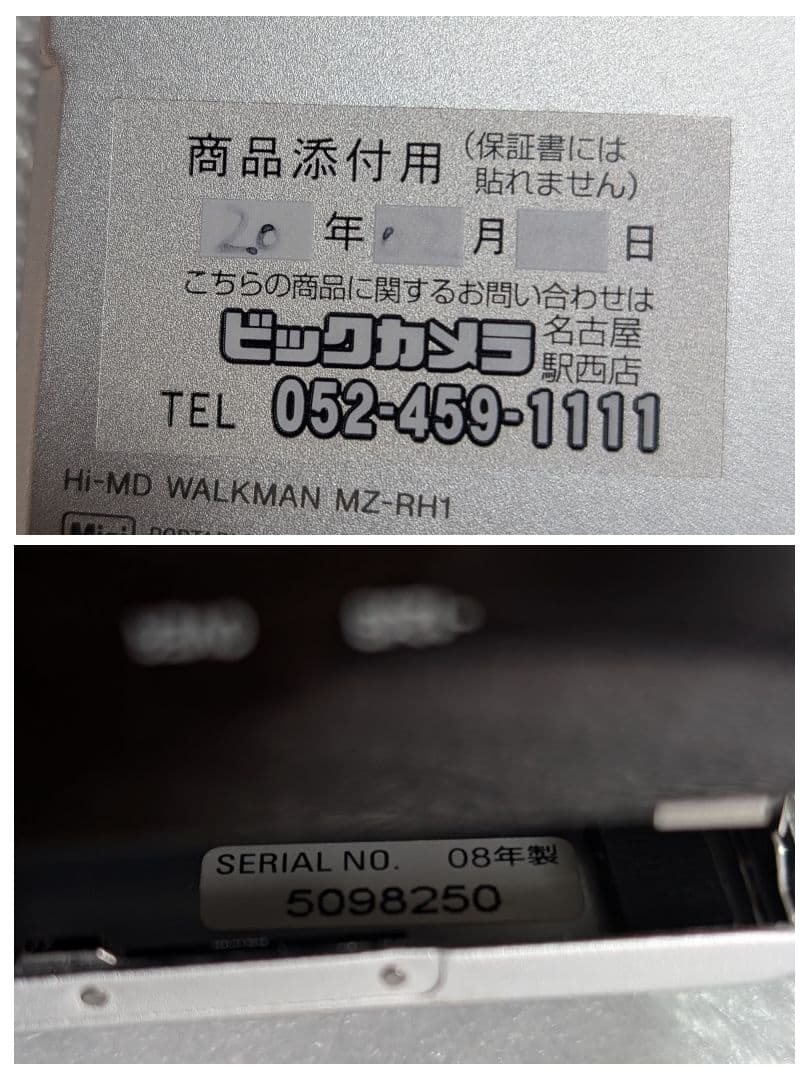 商品添付用（保証書には
貼れません）
20年 月 日
こちらの商品に関するお問い合わせは
ビックカメラ 名古屋
駅西店
TEL 052-459-1111
Hi-MD WALKMAN MZ-RH1
SERIAL NO. 08年製
5098250